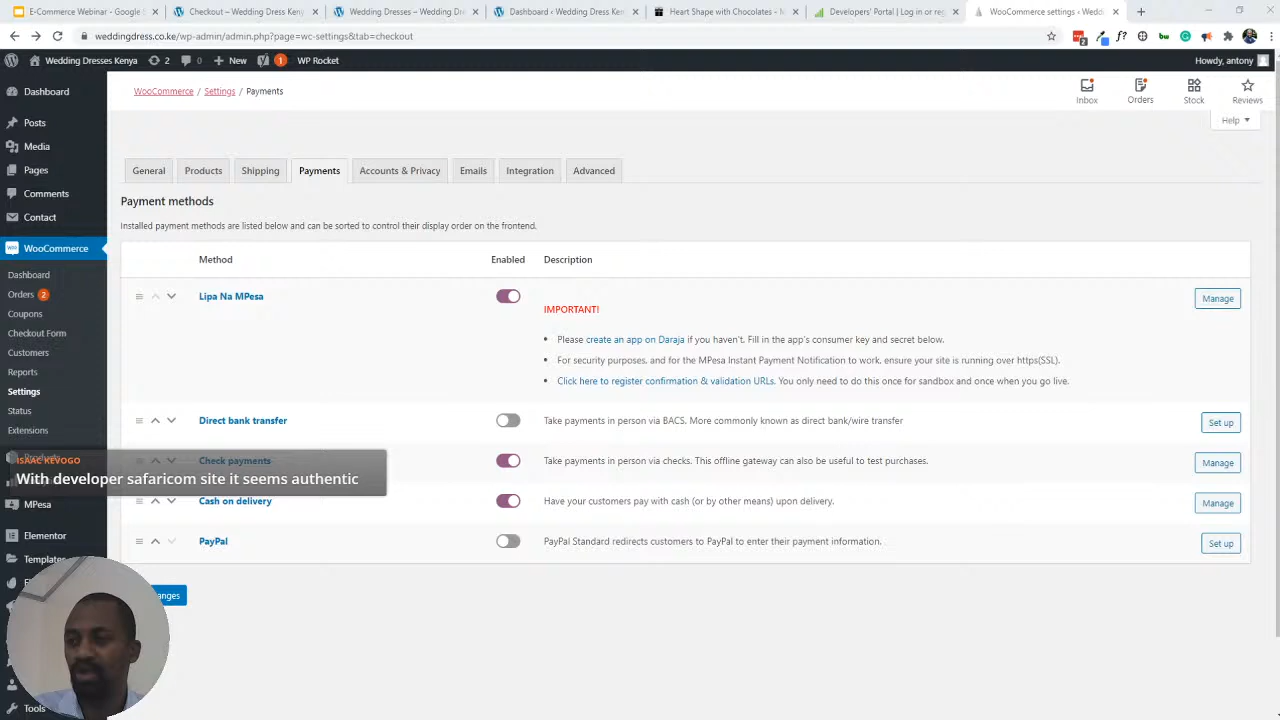 E-Commerce Webinar - Google S
Checkout – Wedding Dress Keny
Wedding Dresses – Wedding Dre
Dashboard ‹ Wedding Dresses Ken
Heart Shape with Chocolates - M
Developers' Portal | Log in or reg
WooCommerce settings ‹ Weddi
weddingdress.co.ke/wp-admin/admin.php?page=wc-settings&tab=checkout
Wedding Dresses Kenya
2
0
New
1
WP Rocket
Howdy, antony
Dashboard
Posts
Media
Pages
Comments
Contact
WooCommerce
Dashboard
Orders 2
Coupons
Checkout Form
Customers
Reports
Settings
Status
Extensions
Products
MPesa
Elementor
Templates
Tools
WooCommerce / Settings / Payments
Inbox
Orders
Stock
Reviews
Help
General
Products
Shipping
Payments
Accounts & Privacy
Emails
Integration
Advanced
Payment methods
Installed payment methods are listed below and can be sorted to control their display order on the frontend.
Method
Enabled
Description
Lipa Na MPesa
IMPORTANT!
Manage
• Please create an app on Daraja if you haven't. Fill in the app's consumer key and secret below.
• For security purposes, and for the MPesa Instant Payment Notification to work, ensure your site is running over https(SSL).
• Click here to register confirmation & validation URLs. You only need to do this once for sandbox and once when you go live.
Direct bank transfer
Take payments in person via BACS. More commonly known as direct bank/wire transfer
Set up
Check payments
Take payments in person via checks. This offline gateway can also be useful to test purchases.
Manage
ISAAC KEVOGO
With developer safaricom site it seems authentic
Cash on delivery
Have your customers pay with cash (or by other means) upon delivery.
Manage
PayPal
PayPal Standard redirects customers to PayPal to enter their payment information.
Set up